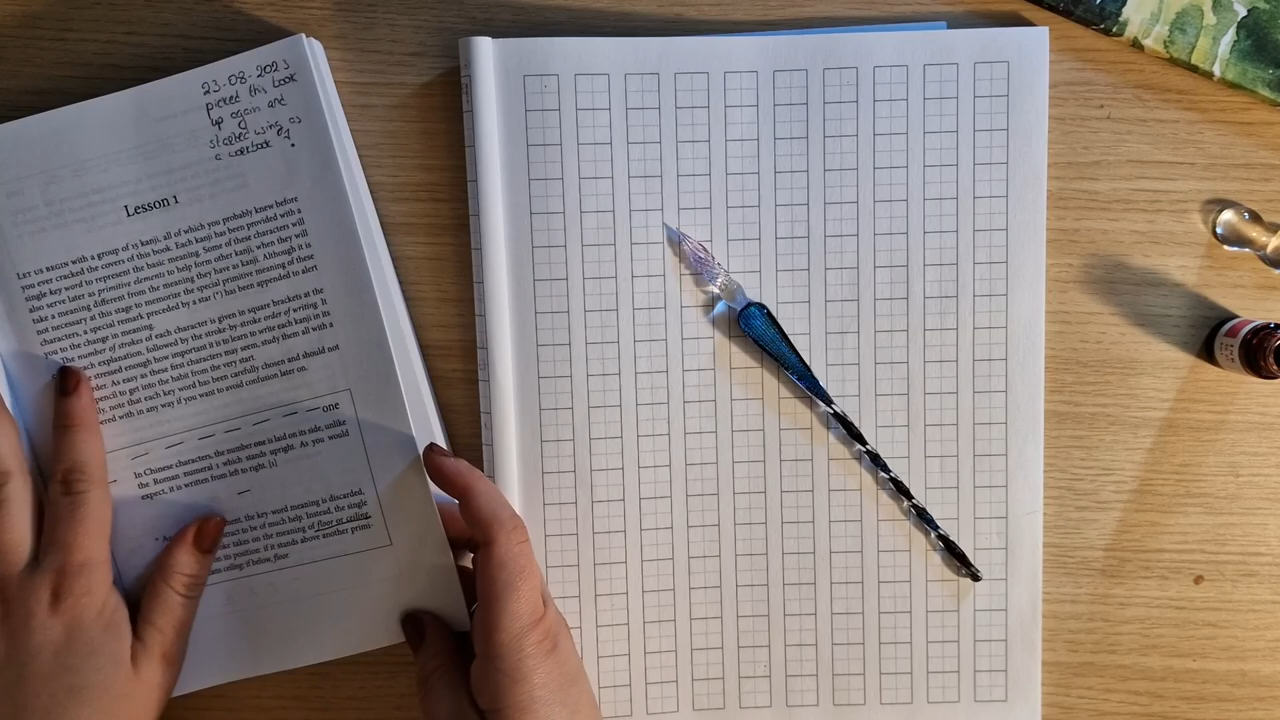 23-08-2023
picked this book
up again and
started using as
a workbook.
Lesson 1
LET US BEGIN with a group of 15 kanji, all of which you probably knew before
you ever cracked the covers of this book. Each kanji has been provided with a
single key word to represent the basic meaning. Some of these characters will
also serve later as primitive elements to help form other kanji, when they will
take a meaning different from the meaning they have as kanji. Although it is
not necessary at this stage to memorize the special primitive meaning of these
characters, a special remark preceded by a star (*) has been appended to alert
you to the change in meaning.
The number of strokes of each character is given in square brackets at the
each explanation, followed by the stroke-by-stroke order of writing. It
be stressed enough how important it is to learn to write each kanji in its
order. As easy as these first characters may seem, study them all with a
pencil to get into the habit from the very start.
note that each key word has been carefully chosen and should not
ered with in any way if you want to avoid confusion later on.
one
In Chinese characters, the number one is laid on its side, unlike
the Roman numeral 1 which stands upright. As you would
expect, it is written from left to right. [1]
一
* the key-word meaning is discarded,
to be of much help. Instead, the single
takes on the meaning of floor or ceiling,
on its position: if it stands above another primi-
ceiling; if below, floor.